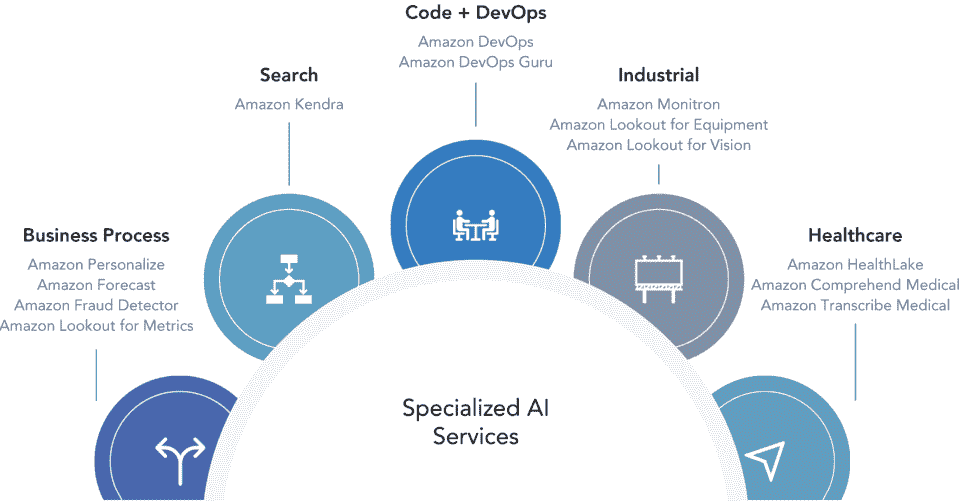 Code + DevOps
Amazon DevOps
Amazon DevOps Guru
Search
Amazon Kendra
Industrial
Amazon Monitron
Amazon Lookout for Equipment
Amazon Lookout for Vision
Business Process
Amazon Personalize
Amazon Forecast
Amazon Fraud Detector
Amazon Lookout for Metrics
Healthcare
Amazon HealthLake
Amazon Comprehend Medical
Amazon Transcribe Medical
Specialized AI
Services